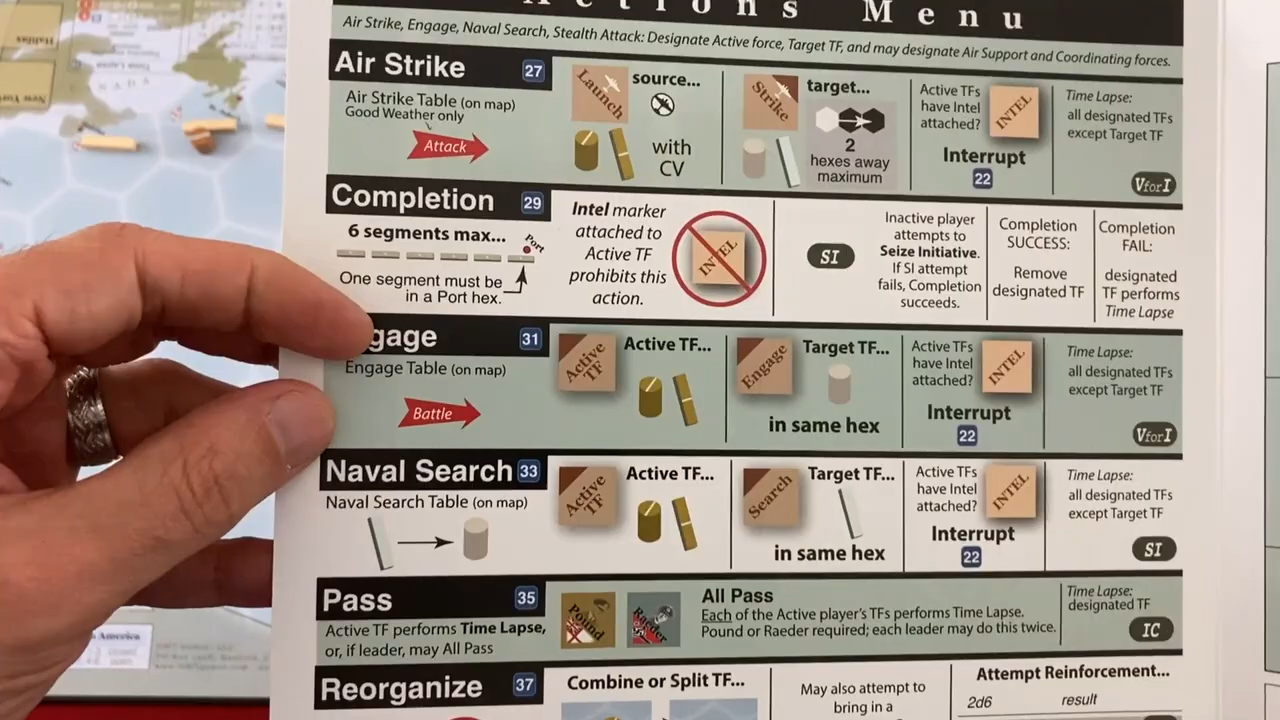 Actions Menu
Air Strike, Engage, Naval Search, Stealth Attack: Designate Active force, Target TF, and may designate Air Support and Coordinating forces.
Air Strike 27
Air Strike Table (on map)
Good Weather only
Attack
Launch
source...
with
CV
Strike
target...
2
hexes away
maximum
Active TFs
have Intel
attached?
INTEL
Interrupt
22
Time Lapse:
all designated TFs
except Target TF
VforI
Completion 29
6 segments max...
Port
One segment must be
in a Port hex.
Intel marker
attached to
Active TF
prohibits this
action.
INTEL
SI
Inactive player
attempts to
Seize Initiative.
If SI attempt
fails, Completion
succeeds.
Completion
SUCCESS:
Remove
designated TF
Completion
FAIL:
designated
TF performs
Time Lapse
gage 31
Engage Table (on map)
Battle
Active TF
Active TF...
Engage
Target TF...
in same hex
Active TFs
have Intel
attached?
INTEL
Interrupt
22
Time Lapse:
all designated TFs
except Target TF
VforI
Naval Search 33
Naval Search Table (on map)
Active TF
Active TF...
Search
Target TF...
in same hex
Active TFs
have Intel
attached?
INTEL
Interrupt
22
Time Lapse:
all designated TFs
except Target TF
SI
Pass 35
Active TF performs Time Lapse,
or, if leader, may All Pass
Pound
Raeder
All Pass
Each of the Active player's TFs performs Time Lapse.
Pound or Raeder required; each leader may do this twice.
Time Lapse:
designated TF
IC
Reorganize 37
Combine or Split TF...
May also attempt to
bring in a
Attempt Reinforcement...
2d6 result
Halifax
New York
America